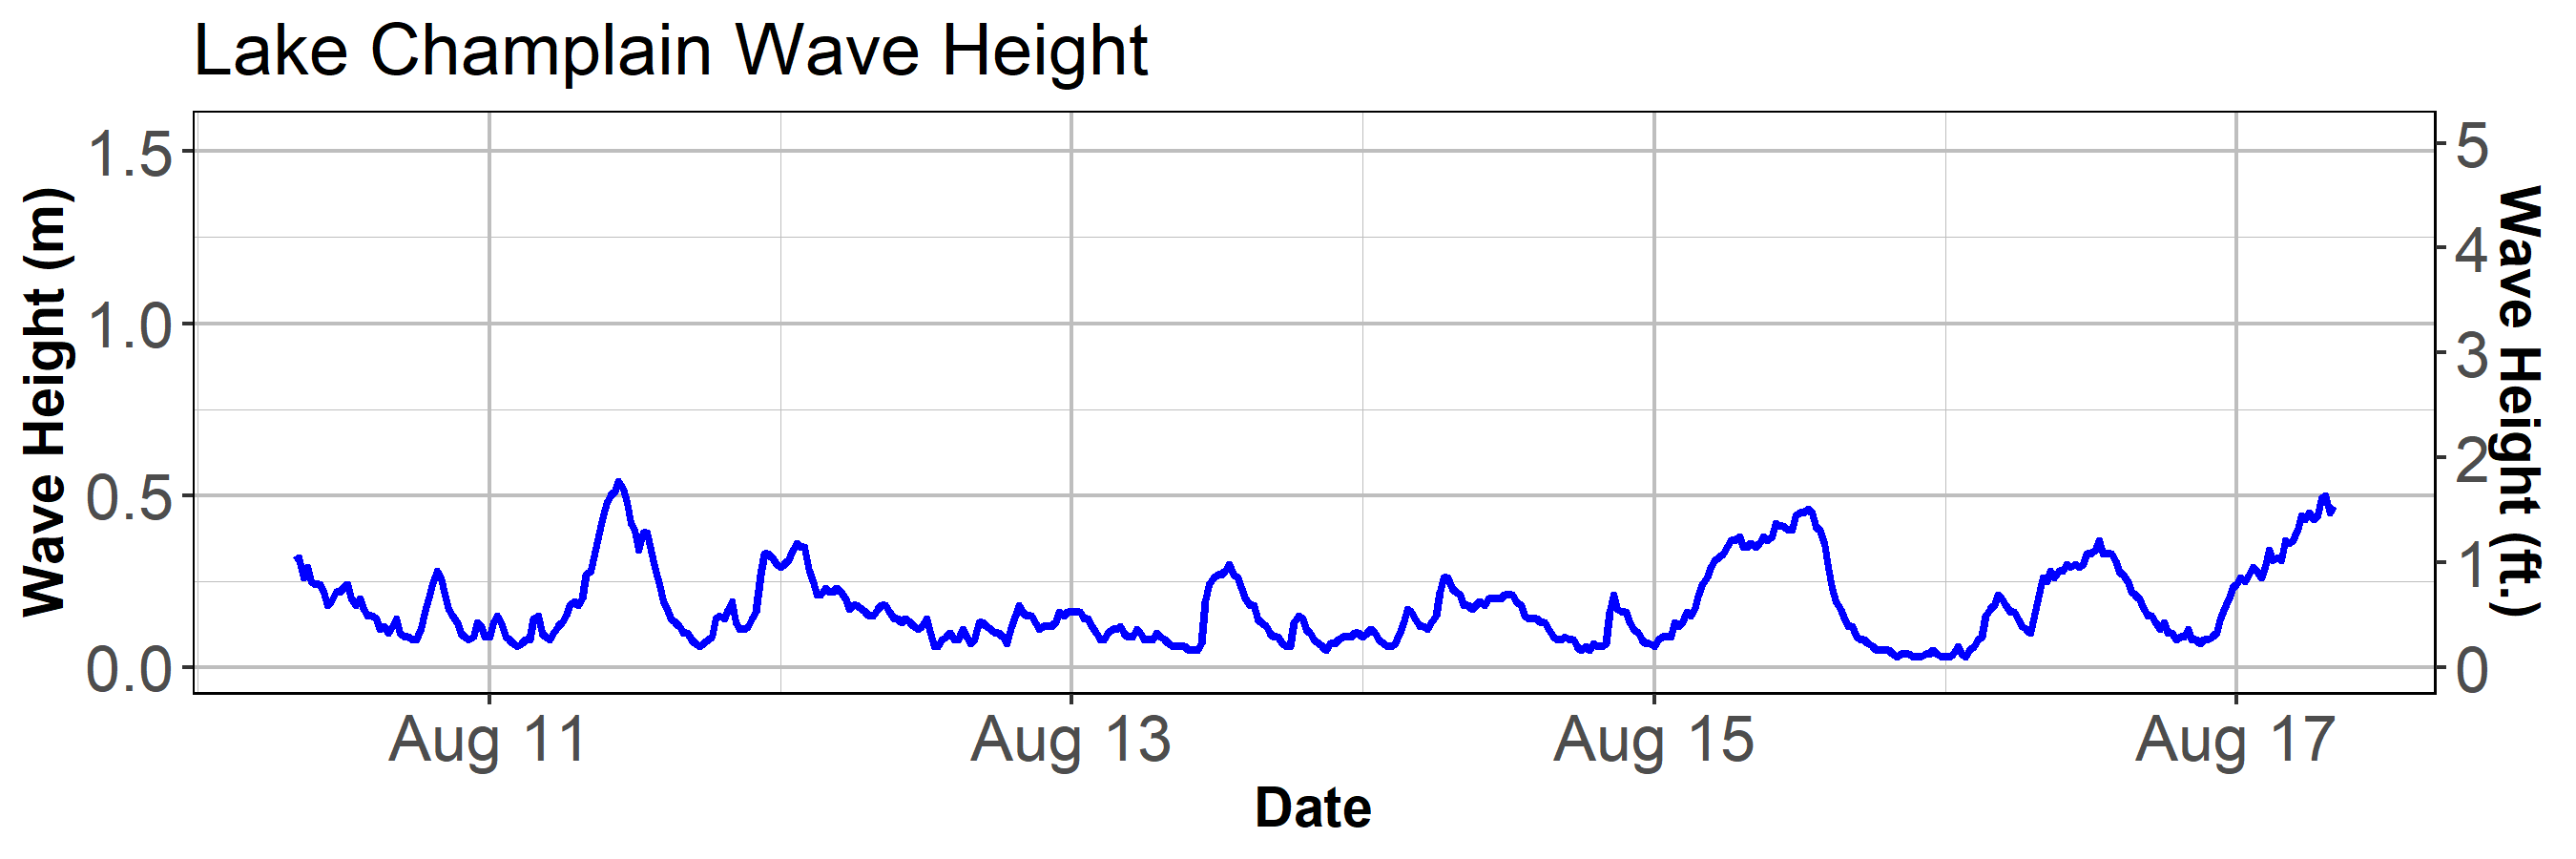 Lake Champlain Wave Height
Wave Height (m)
1.5
1.0
0.5
0.0
5
4
3
2
1
0
Wave Height (ft.)
Aug 11
Aug 13
Aug 15
Aug 17
Date